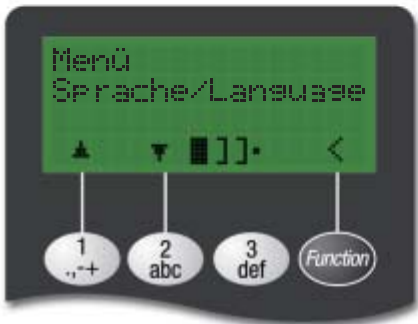 Menü
Sprache/Language
1 2 3 Function
.,-+ abc def